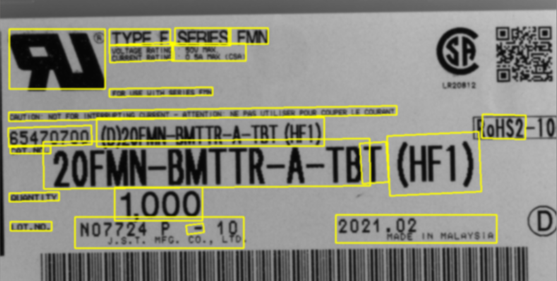 TYPE F SERIES FMN
VOLTAGE RATING 50V MAX
CURRENT RATING 0.5A MAX (CSA)
LR20812
FOR USE WITH SERIES FMN
CAUTION: NOT FOR INTERRUPTING CURRENT - ATTENTION: NE PAS UTILISER POUR COUPER LE COURANT
65470700 (D)20FMN-BMTTR-A-TBT (HF1) RoHS2-10
CAT.NO.
20FMN-BMTTR-A-TBT (HF1)
QUANTITY 1,000
LOT.NO. N07724 P - 10 2021.02
J.S.T. MFG. CO., LTD. MADE IN MALAYSIA
D